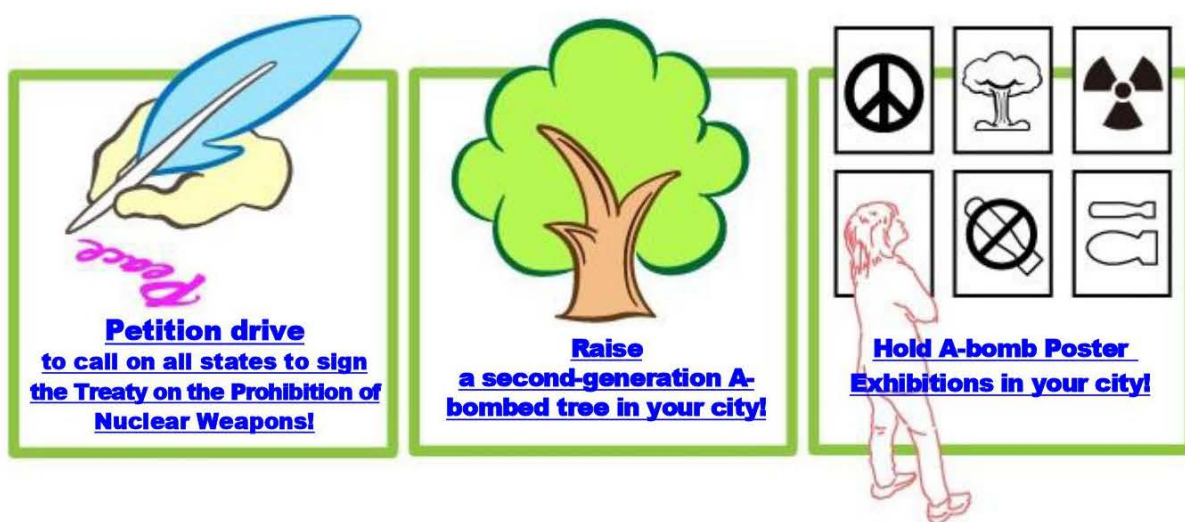 Peace
Petition drive
to call on all states to sign
the Treaty on the Prohibition of
Nuclear Weapons!
Raise
a second-generation A-
bombed tree in your city!
Hold A-bomb Poster
Exhibitions in your city!